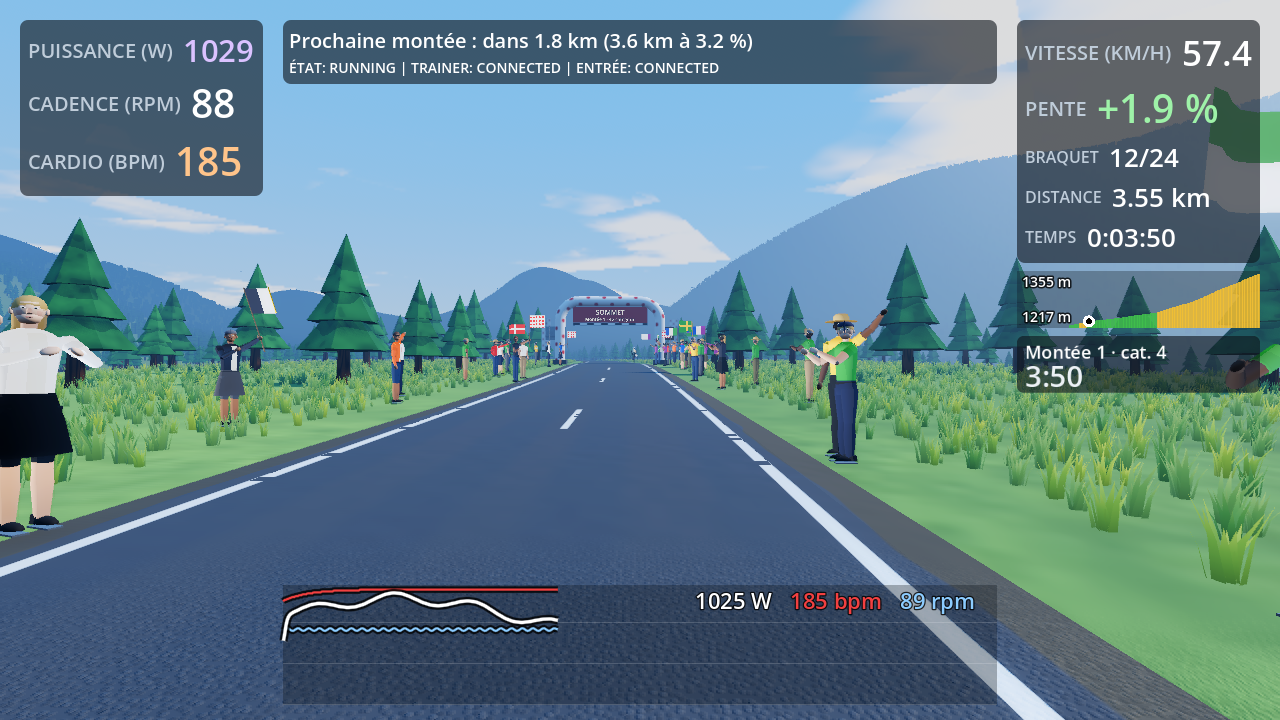 PUISSANCE (W) 1029
CADENCE (RPM) 88
CARDIO (BPM) 185
Prochaine montée : dans 1.8 km (3.6 km à 3.2 %)
ÉTAT: RUNNING | TRAINER: CONNECTED | ENTRÉE: CONNECTED
VITESSE (KM/H) 57.4
PENTE +1.9 %
BRAQUET 12/24
DISTANCE 3.55 km
TEMPS 0:03:50
1355 m
1217 m
Montée 1 · cat. 4
3:50
SOMMET
1025 W 185 bpm 89 rpm